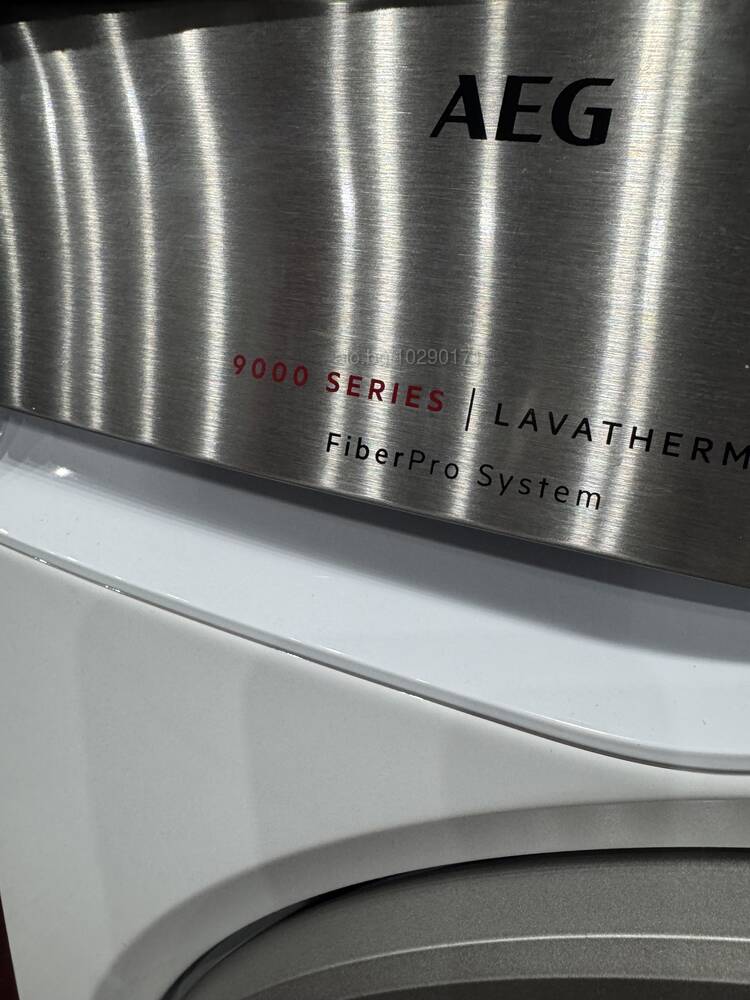 AEG
9000 SERIES | LAVATHERM
FiberPro System